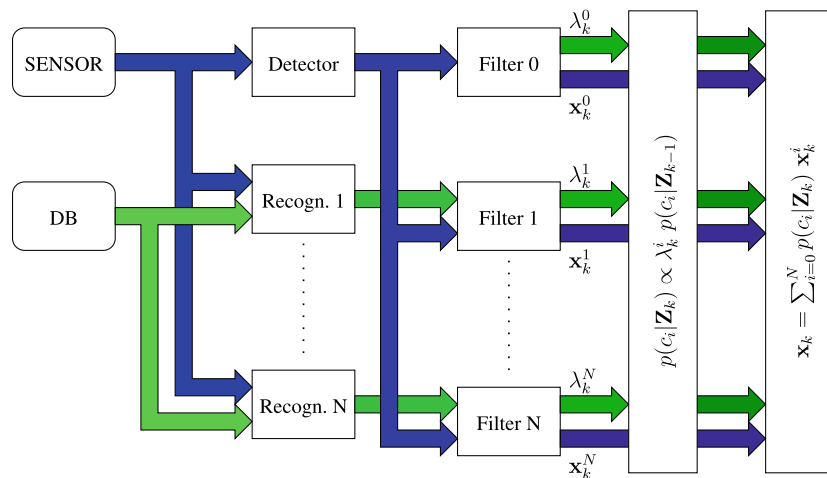 λ_k^0
SENSOR
Detector
Filter 0
x_k^0
λ_k^1
DB
Recogn. 1
Filter 1
x_k^1
λ_k^N
Recogn. N
Filter N
x_k^N
p(c_i|Z_k) ∝ λ_k^i p(c_i|Z_{k−1})
x_k = ∑_{i=0}^N p(c_i|Z_k) x_k^i